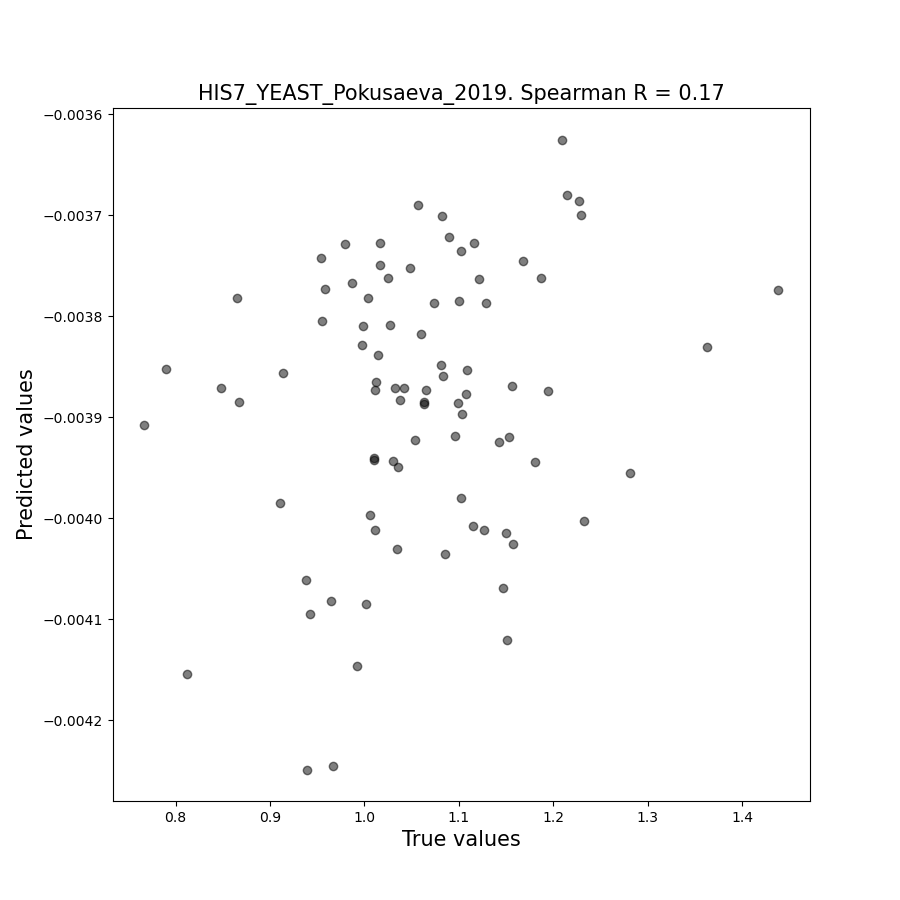 HIS7_YEAST_Pokusaeva_2019. Spearman R = 0.17
Predicted values
−0.0036
−0.0037
−0.0038
−0.0039
−0.0040
−0.0041
−0.0042
0.8 0.9 1.0 1.1 1.2 1.3 1.4
True values